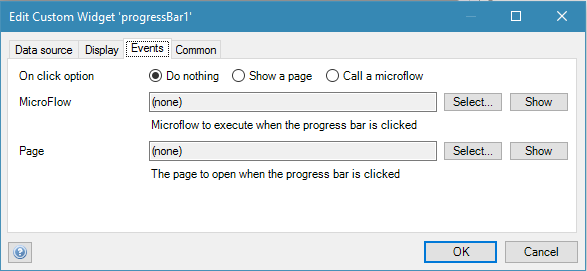 Edit Custom Widget 'progressBar1'
Data source Display Events Common
On click option Do nothing Show a page Call a microflow
MicroFlow (none) Select... Show
Microflow to execute when the progress bar is clicked
Page (none) Select... Show
The page to open when the progress bar is clicked
? OK Cancel